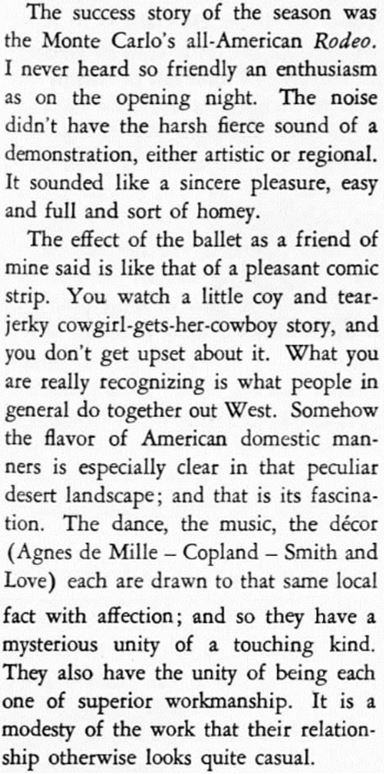 The success story of the season was
the Monte Carlo's all-American Rodeo.
I never heard so friendly an enthusiasm
as on the opening night. The noise
didn't have the harsh fierce sound of a
demonstration, either artistic or regional.
It sounded like a sincere pleasure, easy
and full and sort of homey.
The effect of the ballet as a friend of
mine said is like that of a pleasant comic
strip. You watch a little coy and tear-
jerky cowgirl-gets-her-cowboy story, and
you don't get upset about it. What you
are really recognizing is what people in
general do together out West. Somehow
the flavor of American domestic man-
ners is especially clear in that peculiar
desert landscape; and that is its fascina-
tion. The dance, the music, the décor
(Agnes de Mille – Copland – Smith and
Love) each are drawn to that same local
fact with affection; and so they have a
mysterious unity of a touching kind.
They also have the unity of being each
one of superior workmanship. It is a
modesty of the work that their relation-
ship otherwise looks quite casual.